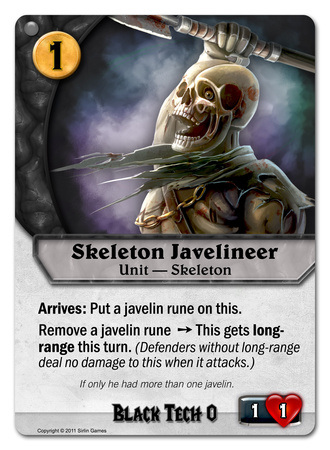 1
Skeleton Javelineer
Unit — Skeleton
Arrives: Put a javelin rune on this.
Remove a javelin rune → This gets long-
range this turn. (Defenders without long-range
deal no damage to this when it attacks.)
If only he had more than one javelin.
Black Tech 0
1 1
Copyright © 2011 Sirlin Games